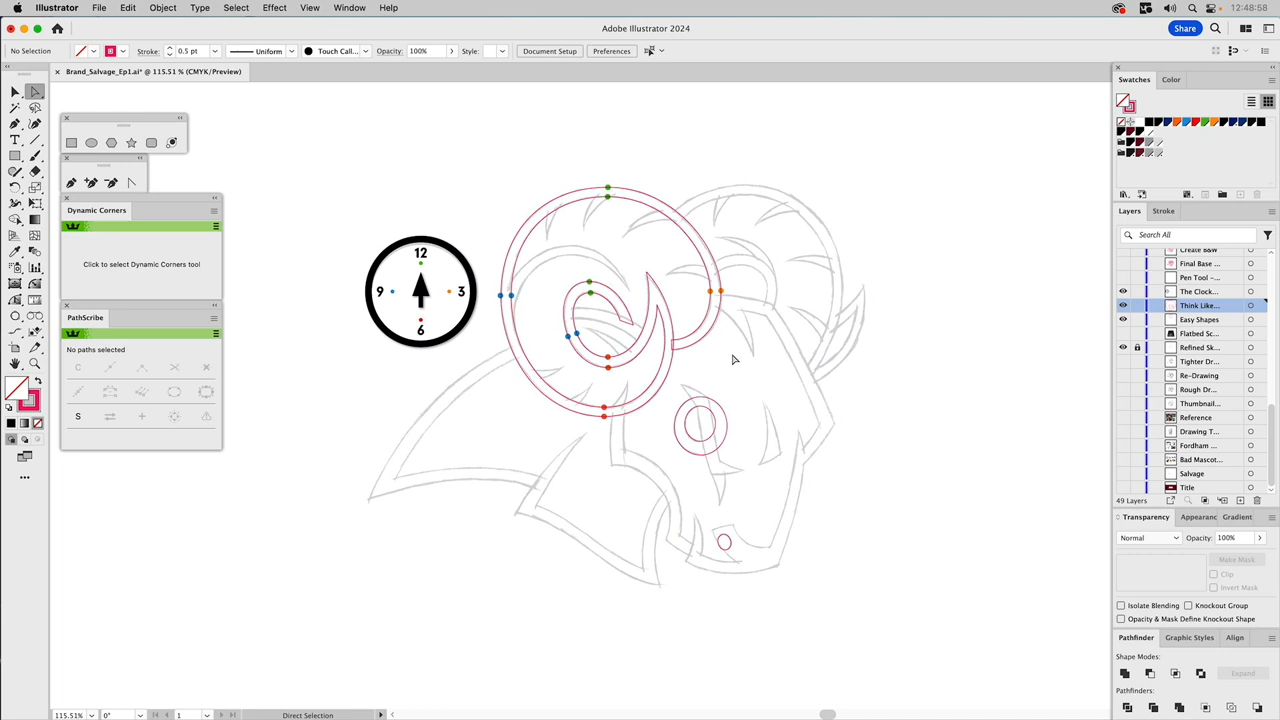 Illustrator File Edit Object Type Select Effect View Window Help 12:48:58
Adobe Illustrator 2024
Share
No Selection Stroke: 0.5 pt Uniform Touch Call... Opacity: 100% Style: Document Setup Preferences
× Brand_Salvage_Ep1.ai* @ 115.51 % (CMYK/Preview)
Swatches Color
Dynamic Corners
Click to select Dynamic Corners tool
PathScribe
No paths selected
12
9 3
6
Layers Stroke
Search All
Create B&W
Final Base ...
Pen Tool -...
The Clock...
Think Like...
Easy Shapes
Flatbed Sc...
Refined Sk...
Tighter Dr...
Re-Drawing
Rough Dr...
Thumbnail...
Reference
Drawing T...
Fordham ...
Bad Mascot...
Salvage
Title
49 Layers
Transparency Appearanc Gradient
Normal Opacity: 100%
Make Mask
Clip
Invert Mask
Isolate Blending Knockout Group
Opacity & Mask Define Knockout Shape
Pathfinder Graphic Styles Align
Shape Modes:
Expand
Pathfinders:
115.51% 0° 1 Direct Selection